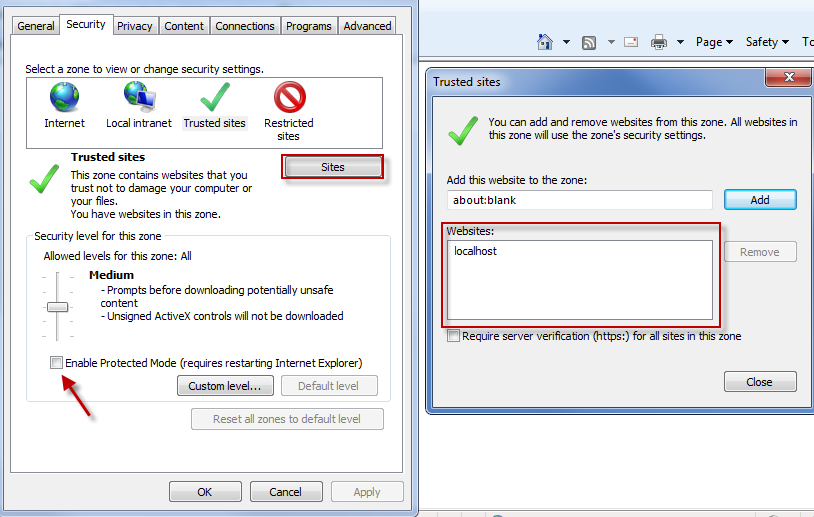 General
Security
Privacy
Content
Connections
Programs
Advanced
Select a zone to view or change security settings.
Internet
Local intranet
Trusted sites
Restricted
sites
Trusted sites
This zone contains websites that you
trust not to damage your computer or
your files.
You have websites in this zone.
Sites
Security level for this zone
Allowed levels for this zone: All
Medium
- Prompts before downloading potentially unsafe
content
- Unsigned ActiveX controls will not be downloaded
Enable Protected Mode (requires restarting Internet Explorer)
Custom level...
Default level
Reset all zones to default level
OK
Cancel
Apply
Page
Safety
To
Trusted sites
You can add and remove websites from this zone. All websites in
this zone will use the zone's security settings.
Add this website to the zone:
about:blank
Add
Websites:
localhost
Remove
Require server verification (https:) for all sites in this zone
Close